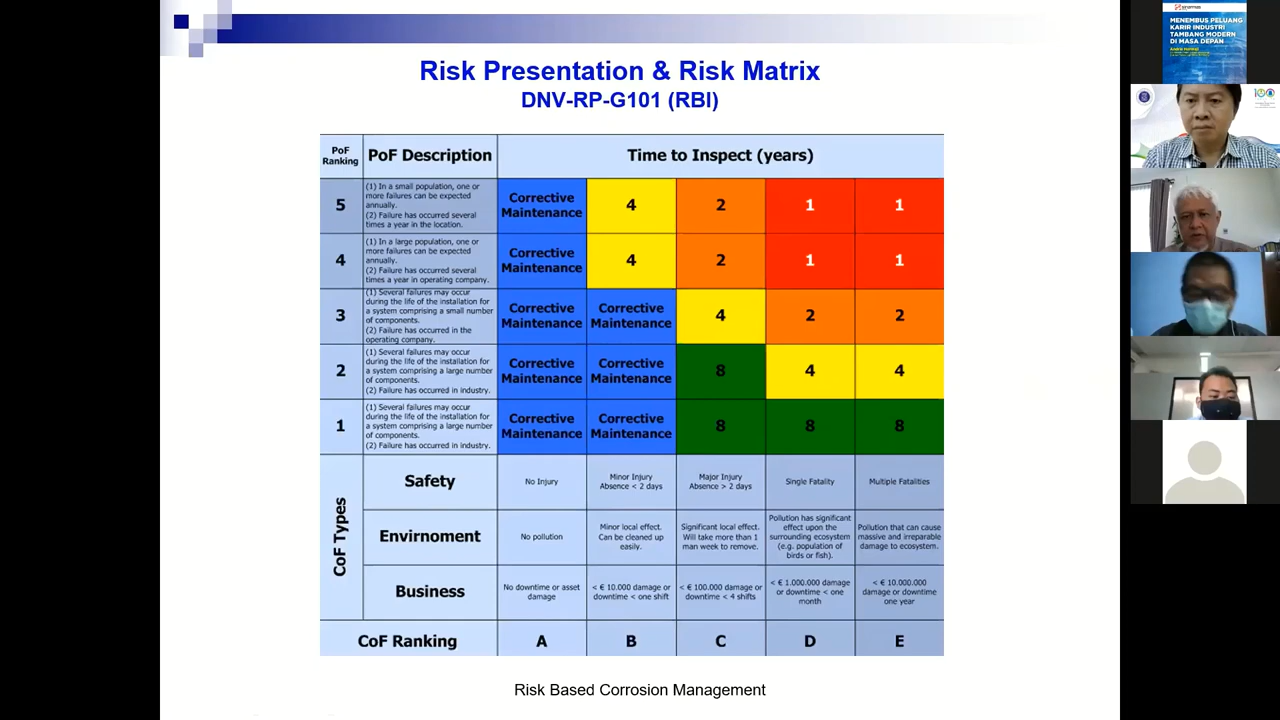 Risk Presentation & Risk Matrix
DNV-RP-G101 (RBI)
PoF
Ranking
PoF Description
Time to Inspect (years)
5
(1) In a small population, one or
more failures can be expected
annually.
(2) Failure has occurred several
times a year in the location.
Corrective
Maintenance
4
2
1
1
4
(1) In a large population, one or
more failures can be expected
annually.
(2) Failure has occurred several
times a year in operating company.
Corrective
Maintenance
4
2
1
1
3
(1) Several failures may occur
during the life of the installation for
a system comprising a small number
of components.
(2) Failure has occurred in the
operating company.
Corrective
Maintenance
Corrective
Maintenance
4
2
2
2
(1) Several failures may occur
during the life of the installation for
a system comprising a large number
of components.
(2) Failure has occurred in industry.
Corrective
Maintenance
Corrective
Maintenance
8
4
4
1
(1) Several failures may occur
during the life of the installation for
a system comprising a large number
of components.
(2) Failure has occurred in industry.
Corrective
Maintenance
Corrective
Maintenance
8
8
8
CoF Types
Safety
No Injury
Minor Injury
Absence < 2 days
Major Injury
Absence > 2 days
Single Fatality
Multiple Fatalities
Envirnoment
No pollution
Minor local effect.
Can be cleaned up
easily.
Significant local effect.
Will take more than 1
man week to remove.
Pollution has significant
effect upon the
surrounding ecosystem
(e.g. population of
birds or fish).
Pollution that can cause
massive and irreparable
damage to ecosystem.
Business
No downtime or asset
damage
< € 10.000 damage or
downtime < one shift
< € 100.000 damage or
downtime < 4 shifts
< € 1.000.000 damage
or downtime < one
month
< € 10.000.000
damage or downtime
one year
CoF Ranking
A
B
C
D
E
Risk Based Corrosion Management
sinarmas
MENEMBUS PELUANG
KARIR INDUSTRI
TAMBANG MODERN
DI MASA DEPAN